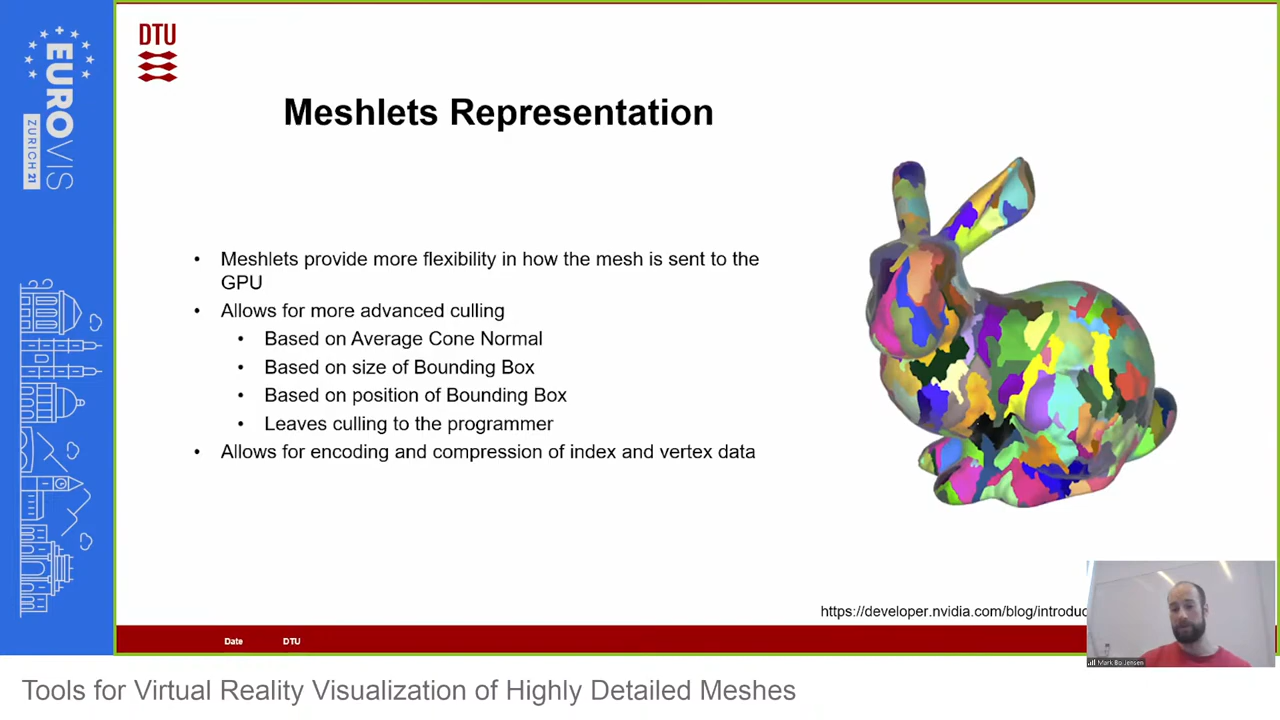 EUROVIS
ZURICH 21
DTU
Meshlets Representation
• Meshlets provide more flexibility in how the mesh is sent to the
GPU
• Allows for more advanced culling
• Based on Average Cone Normal
• Based on size of Bounding Box
• Based on position of Bounding Box
• Leaves culling to the programmer
• Allows for encoding and compression of index and vertex data
https://developer.nvidia.com/blog/introduc
Date DTU
Mark Bo Jensen
Tools for Virtual Reality Visualization of Highly Detailed Meshes